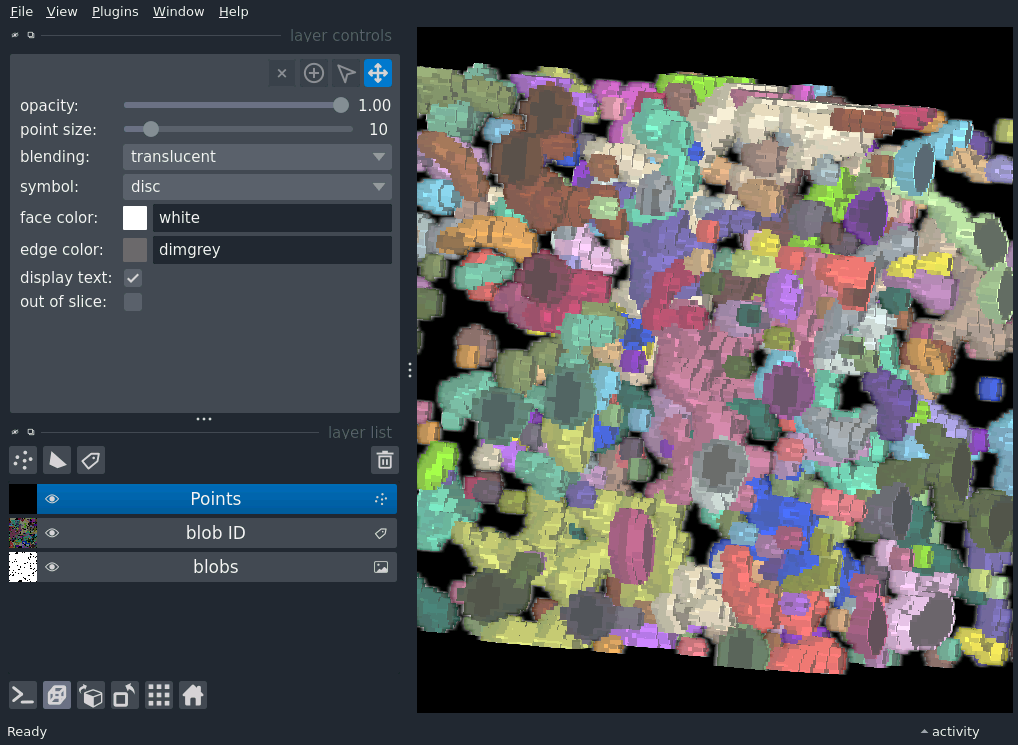 File View Plugins Window Help
layer controls
opacity: 1.00
point size: 10
blending: translucent
symbol: disc
face color: white
edge color: dimgrey
display text:
out of slice:
layer list
Points
blob ID
blobs
Ready activity